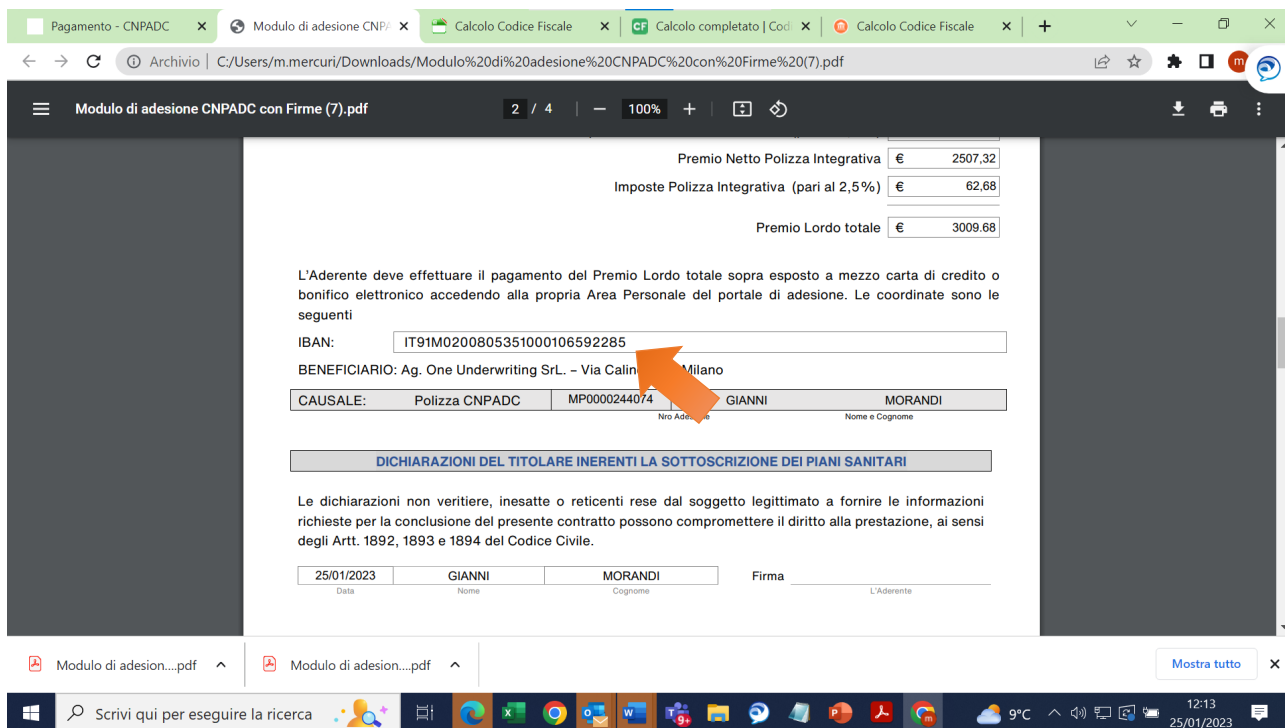 Pagamento - CNPADC
Modulo di adesione CNPA
Calcolo Codice Fiscale
CF Calcolo completato | Codi
Calcolo Codice Fiscale
Archivio | C:/Users/m.mercuri/Downloads/Modulo%20di%20adesione%20CNPADC%20con%20Firme%20(7).pdf
m
Modulo di adesione CNPADC con Firme (7).pdf
2 / 4
100%
Premio Netto Polizza Integrativa € 2507,32
Imposte Polizza Integrativa (pari al 2,5%) € 62,68
Premio Lordo totale € 3009.68
L'Aderente deve effettuare il pagamento del Premio Lordo totale sopra esposto a mezzo carta di credito o
bonifico elettronico accedendo alla propria Area Personale del portale di adesione. Le coordinate sono le
seguenti
IBAN: IT91M0200805351000106592285
BENEFICIARIO: Ag. One Underwriting SrL. – Via Calin Milano
CAUSALE: Polizza CNPADC MP0000244074 GIANNI MORANDI
Nro Nome e Cognome
DICHIARAZIONI DEL TITOLARE INERENTI LA SOTTOSCRIZIONE DEI PIANI SANITARI
Le dichiarazioni non veritiere, inesatte o reticenti rese dal soggetto legittimato a fornire le informazioni
richieste per la conclusione del presente contratto possono compromettere il diritto alla prestazione, ai sensi
degli Artt. 1892, 1893 e 1894 del Codice Civile.
25/01/2023 GIANNI MORANDI Firma
Data Nome Cognome L'Aderente
Modulo di adesion....pdf
Modulo di adesion....pdf
Mostra tutto
Scrivi qui per eseguire la ricerca
9+
9°C
12:13
25/01/2023